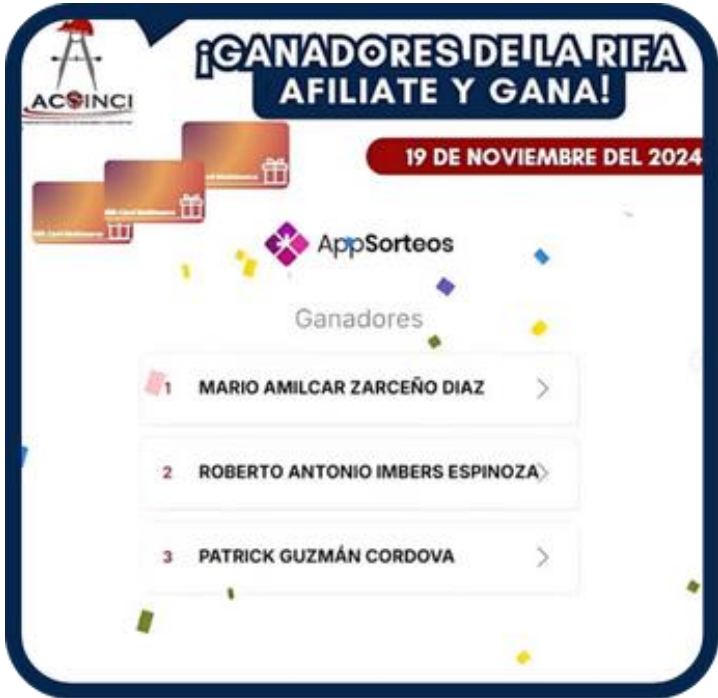 ¡GANADORES DE LA RIFA
AFILIATE Y GANA!
ACSINCI
19 DE NOVIEMBRE DEL 2024
AppSorteos
Ganadores
1 MARIO AMILCAR ZARCEÑO DIAZ
2 ROBERTO ANTONIO IMBERS ESPINOZA
3 PATRICK GUZMÁN CORDOVA